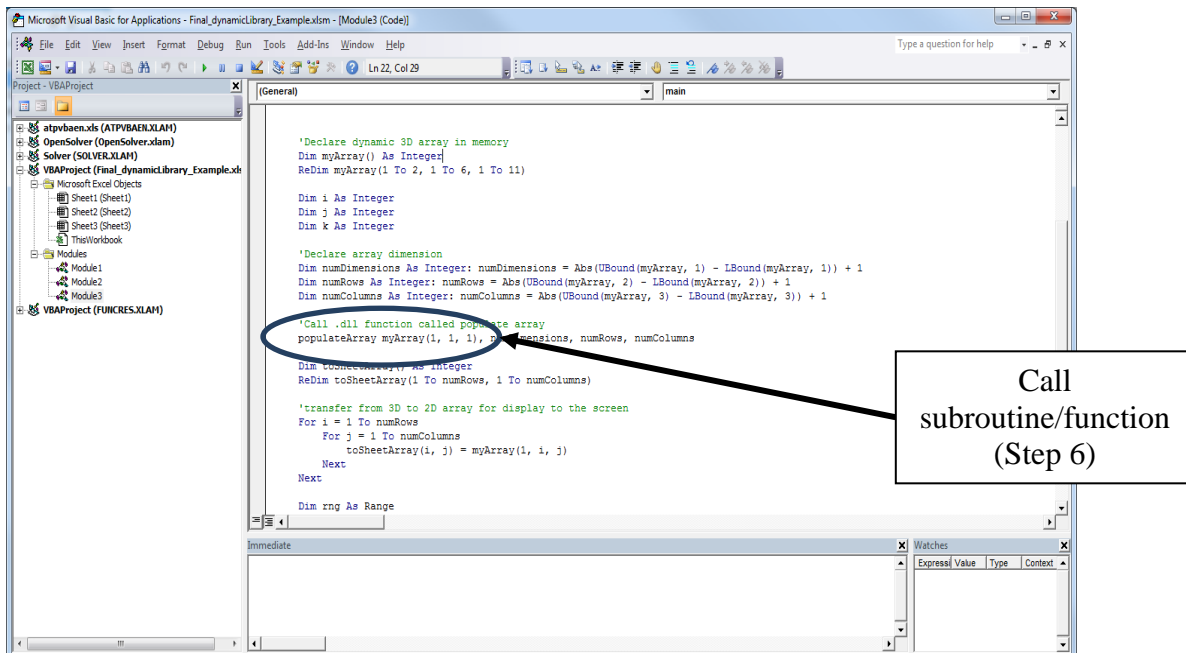 Microsoft Visual Basic for Applications - Final_dynamicLibrary_Example.xlsm - [Module3 (Code)]
File Edit View Insert Format Debug Run Tools Add-Ins Window Help
Type a question for help
Ln 22, Col 29
Project - VBAProject
atpvbaen.xls (ATPVBAEN.XLAM)
OpenSolver (OpenSolver.xlam)
Solver (SOLVER.XLAM)
VBAProject (Final_dynamicLibrary_Example.xls
Microsoft Excel Objects
Sheet1 (Sheet1)
Sheet2 (Sheet2)
Sheet3 (Sheet3)
ThisWorkbook
Modules
Module1
Module2
Module3
VBAProject (FUNCRES.XLAM)
(General)
main
'Declare dynamic 3D array in memory
Dim myArray() As Integer
ReDim myArray(1 To 2, 1 To 6, 1 To 11)
Dim i As Integer
Dim j As Integer
Dim k As Integer
'Declare array dimension
Dim numDimensions As Integer: numDimensions = Abs(UBound(myArray, 1) - LBound(myArray, 1)) + 1
Dim numRows As Integer: numRows = Abs(UBound(myArray, 2) - LBound(myArray, 2)) + 1
Dim numColumns As Integer: numColumns = Abs(UBound(myArray, 3) - LBound(myArray, 3)) + 1
'Call .dll function called populate array
populateArray myArray(1, 1, 1), numDimensions, numRows, numColumns
Dim toSheetArray() As Integer
ReDim toSheetArray(1 To numRows, 1 To numColumns)
'transfer from 3D to 2D array for display to the screen
For i = 1 To numRows
For j = 1 To numColumns
toSheetArray(i, j) = myArray(1, i, j)
Next
Next
Dim rng As Range
Call
subroutine/function
(Step 6)
Immediate
Watches
Expressi Value Type Context